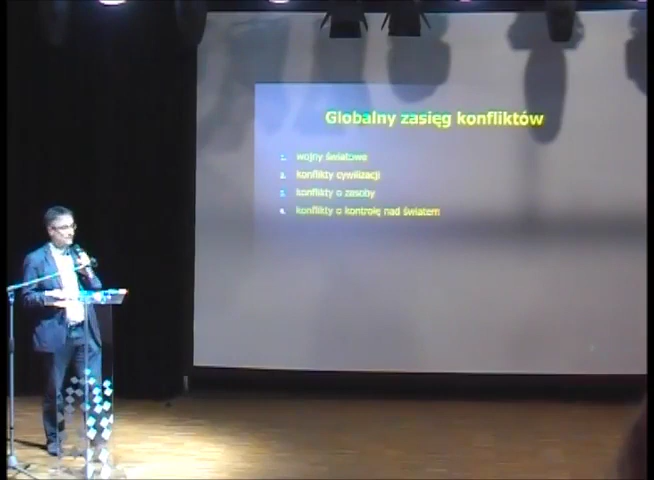 Globalny zasięg konfliktów
1. wojny światowe
2. konflikty cywilizacji
3. konflikty o zasoby
4. konflikty o kontrolę nad światem